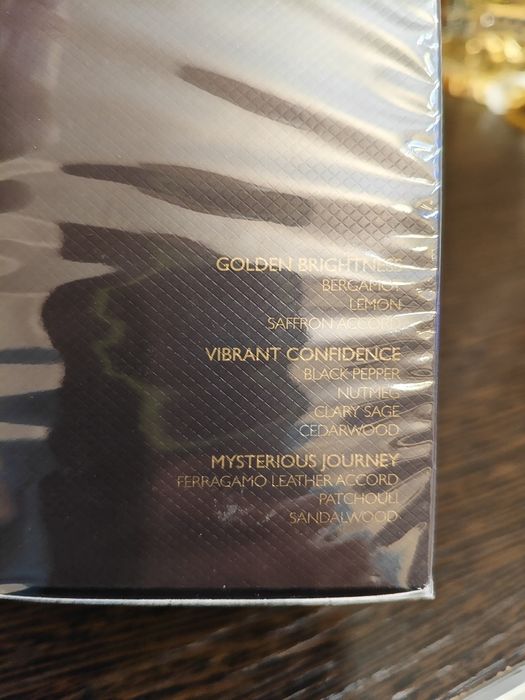 GOLDEN BRIGHTNESS
BERGAMOT
LEMON
SAFFRON ACCORD
VIBRANT CONFIDENCE
BLACK PEPPER
NUTMEG
CLARY SAGE
CEDARWOOD
MYSTERIOUS JOURNEY
FERRAGAMO LEATHER ACCORD
PATCHOULI
SANDALWOOD